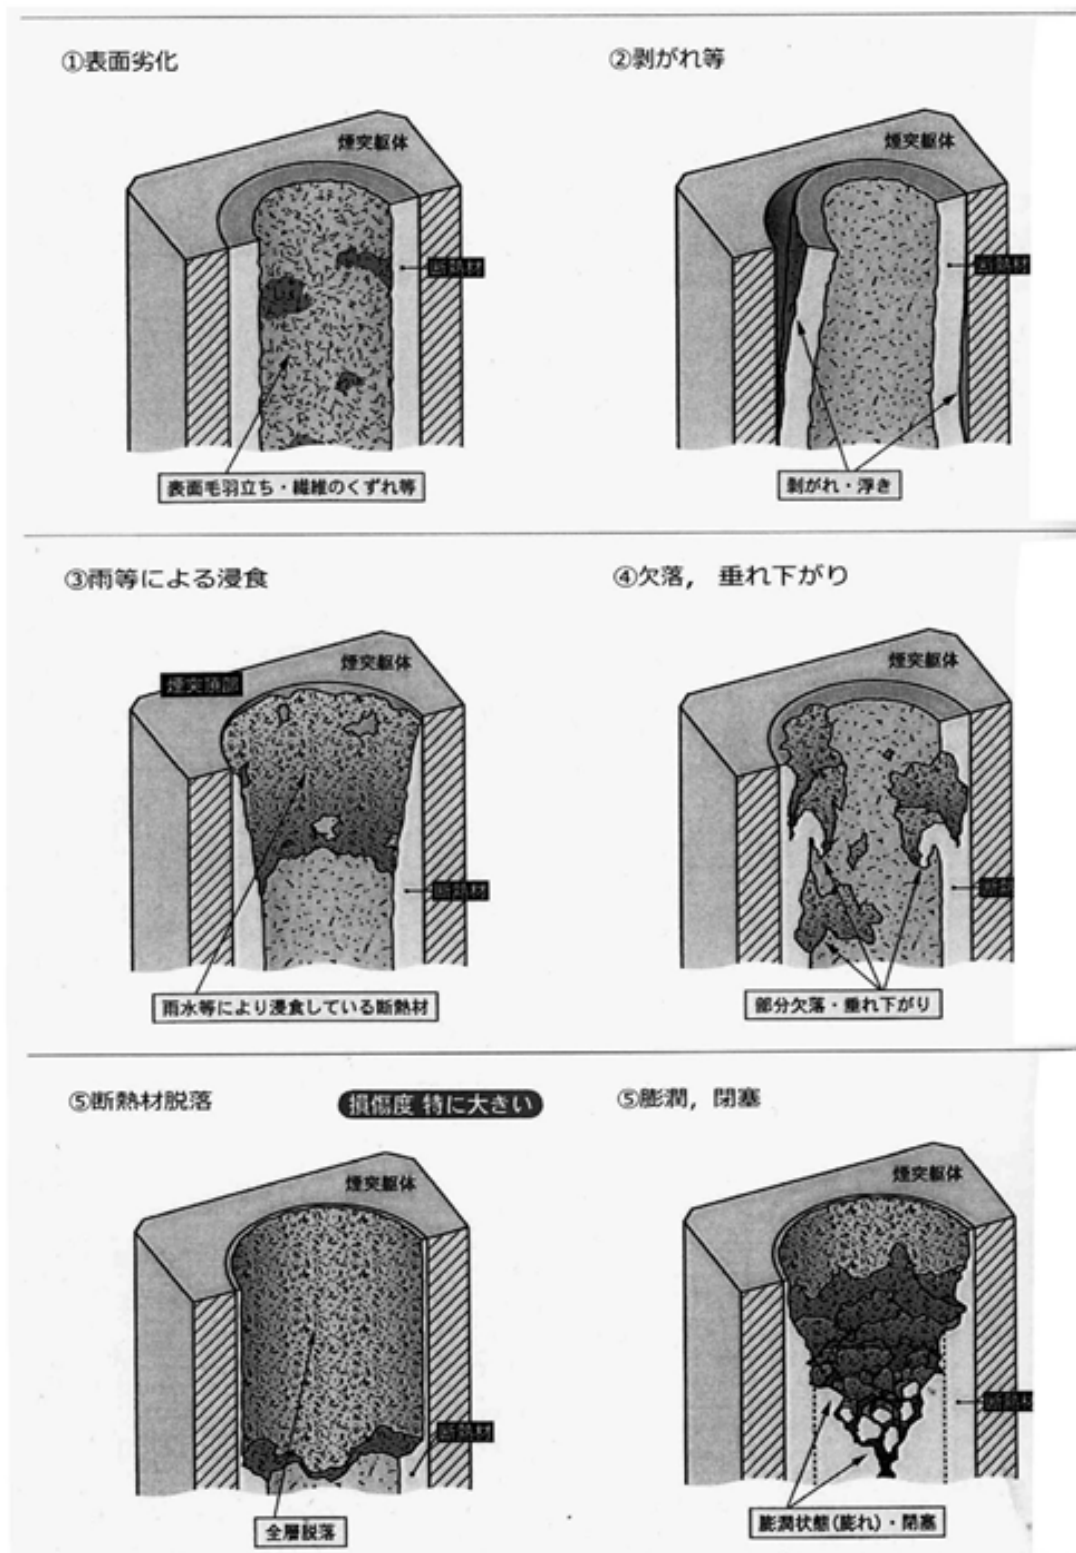 ①表面劣化
②剥がれ等
煙突躯体
煙突躯体
断熱材
断熱材
表面毛羽立ち・繊維のくずれ等
剥がれ・浮き
③雨等による浸食
④欠落, 垂れ下がり
煙突躯体
煙突躯体
煙突頂部
断熱材
断熱
雨水等により浸食している断熱材
部分欠落・垂れ下がり
⑤断熱材脱落
損傷度 特に大きい
⑤膨潤, 閉塞
煙突躯体
煙突躯体
断熱材
断熱材
全層脱落
膨潤状態(膨れ)・閉塞